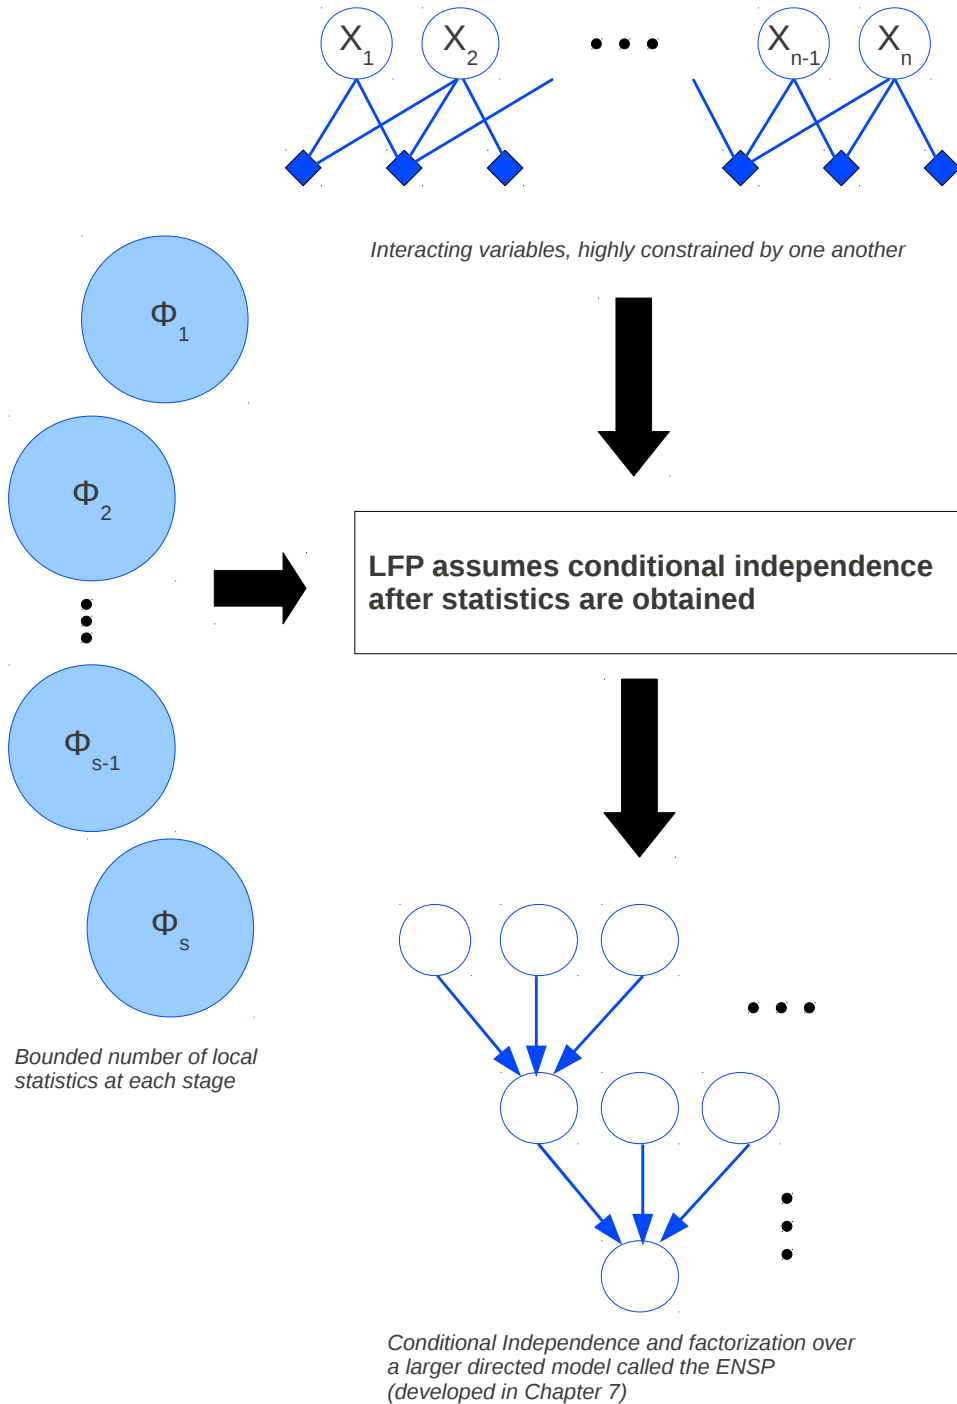 X1 X2 Xn-1 Xn
Interacting variables, highly constrained by one another
Φ1
Φ2
LFP assumes conditional independence
after statistics are obtained
Φs-1
Φs
Bounded number of local
statistics at each stage
Conditional Independence and factorization over
a larger directed model called the ENSP
(developed in Chapter 7)